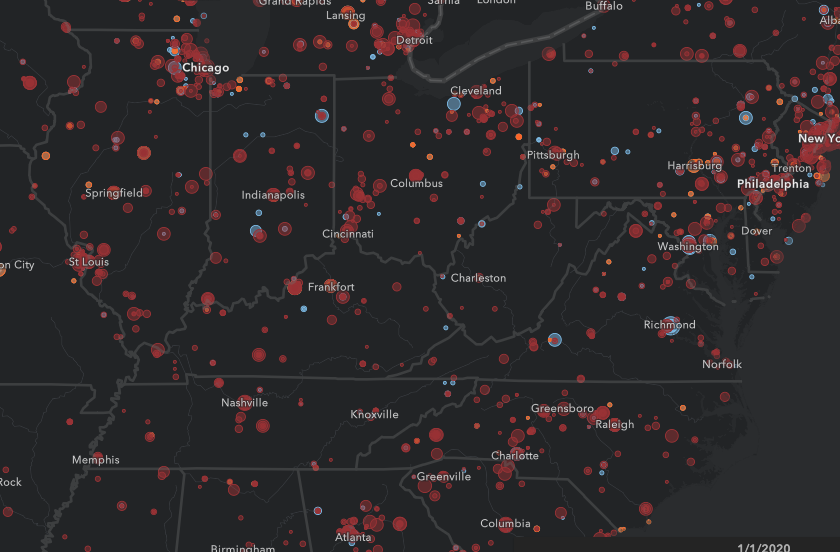 Grand Rapids
Sarnia
London
Buffalo
Lansing
Alba
Detroit
Chicago
Cleveland
New Yo
Pittsburgh
Harrisburg
Trenton
Columbus
Philadelphia
Springfield
Indianapolis
Cincinnati
Dover
Washington
on City
St Louis
Charleston
Frankfort
Richmond
Norfolk
Nashville
Knoxville
Greensboro
Raleigh
Memphis
Charlotte
Rock
Greenville
Columbia
Atlanta
Birmingham
1/1/2020